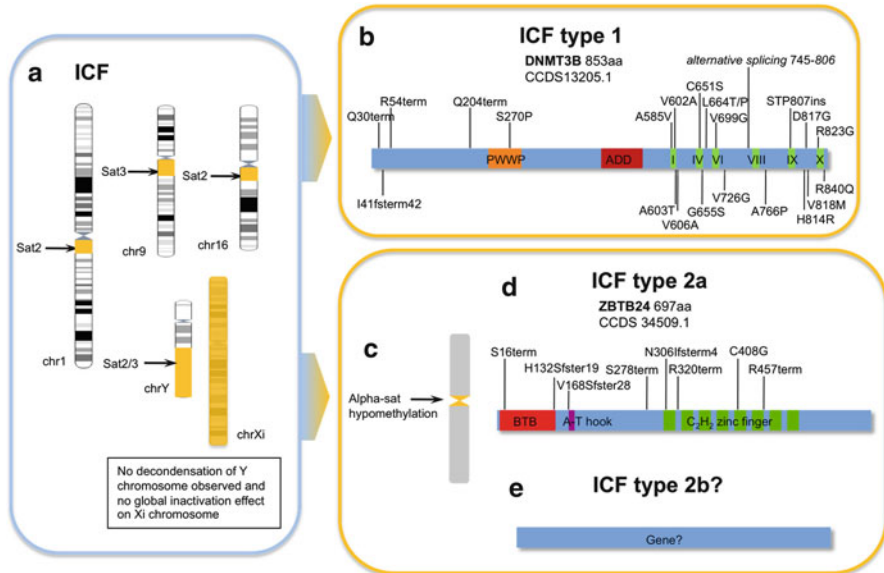 a ICF
Sat3
Sat2
chr9
chr16
Sat2
chr1
Sat2/3
chrY
chrXi
No decondensation of Y
chromosome observed and
no global inactivation effect
on Xi chromosome
b ICF type 1
DNMT3B 853aa
CCDS13205.1
alternative splicing 745-806
C651S
R54term
Q204term
V602A
L664T/P
STP807ins
D817G
Q30term
S270P
A585V
V699G
R823G
PWWP
ADD
I
IV
VI
VIII
IX
X
I41fsterm42
A603T
V606A
G655S
V726G
A766P
H814R
V818M
R840Q
c
Alpha-sat
hypomethylation
d ICF type 2a
ZBTB24 697aa
CCDS 34509.1
S16term
H132Sfster19
V168Sfster28
S278term
N306Ifsterm4
R320term
C408G
R457term
BTB
A-T hook
C₂H₂ zinc finger
e ICF type 2b?
Gene?